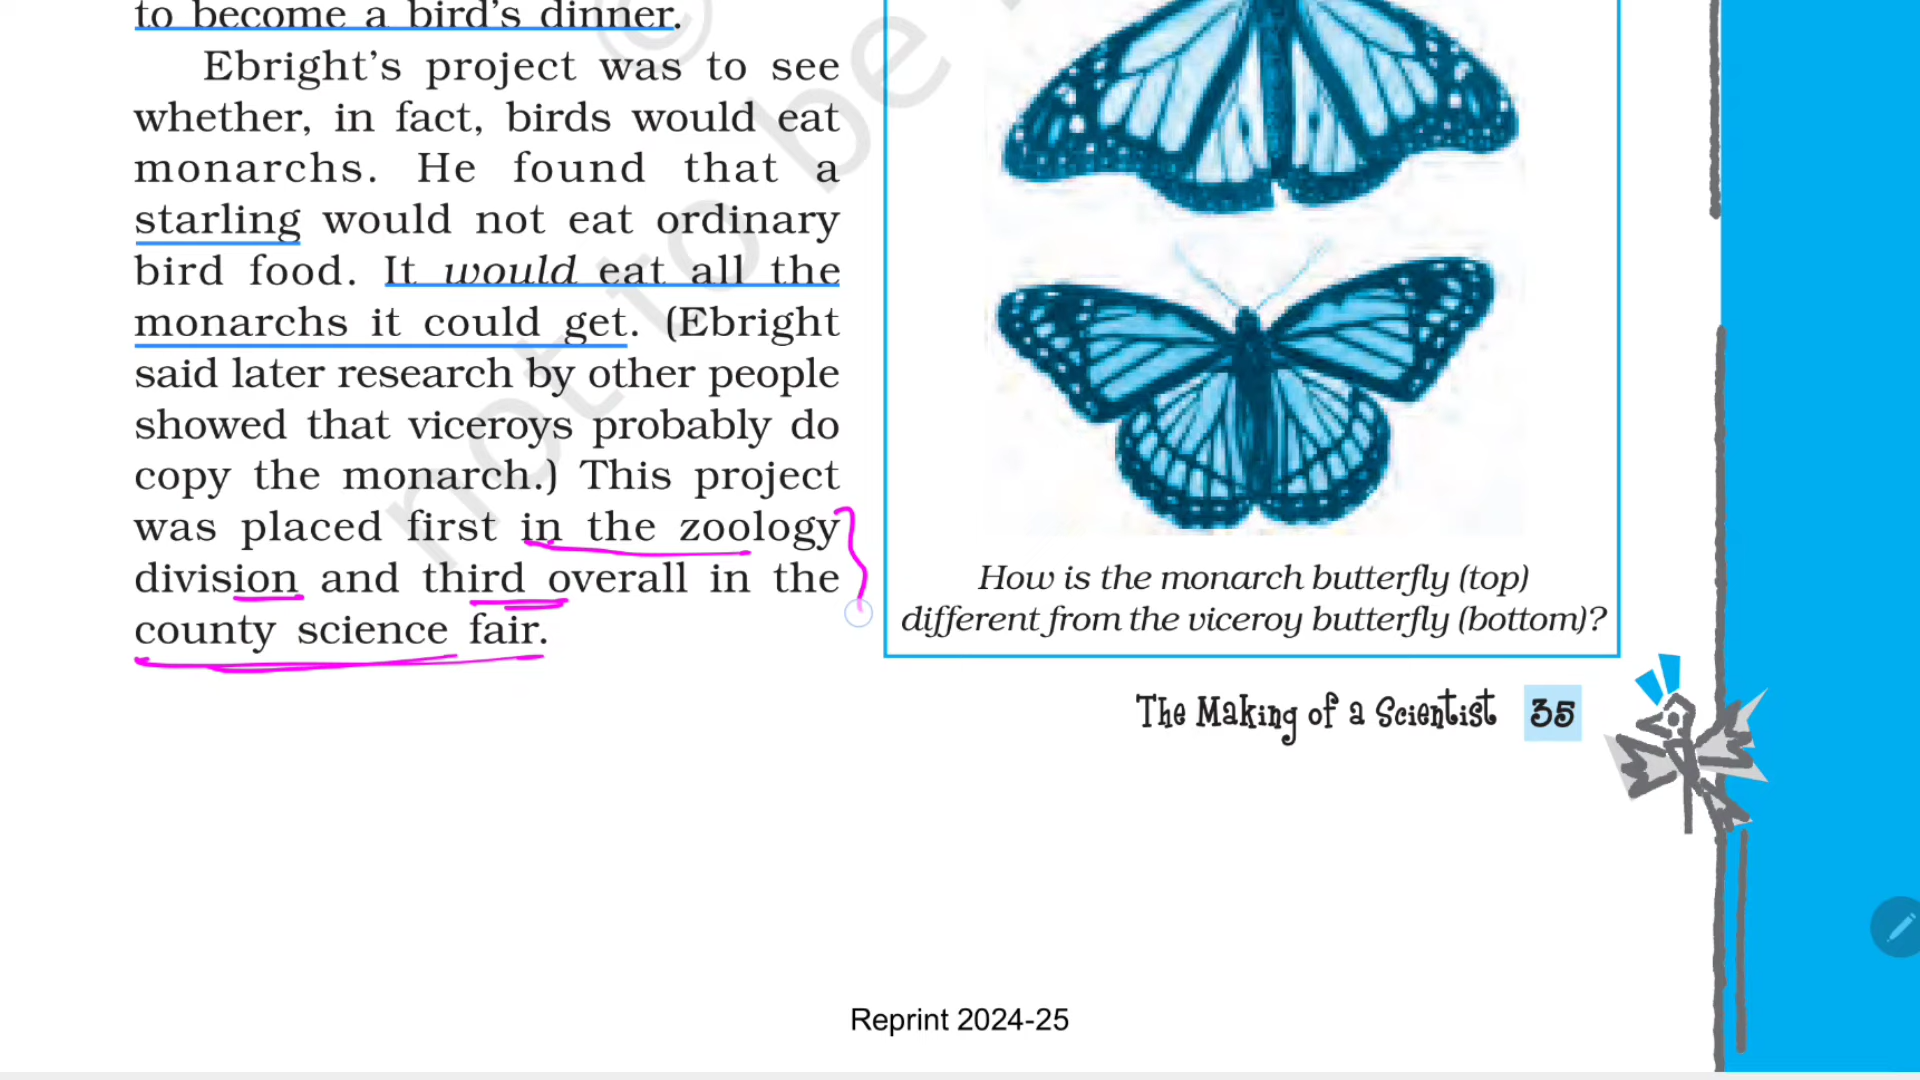 to become a bird's dinner.
Ebright's project was to see
whether, in fact, birds would eat
monarchs. He found that a
starling would not eat ordinary
bird food. It would eat all the
monarchs it could get. (Ebright
said later research by other people
showed that viceroys probably do
copy the monarch.) This project
was placed first in the zoology
division and third overall in the
county science fair.
How is the monarch butterfly (top)
different from the viceroy butterfly (bottom)?
The Making of a Scientist 35
not to be
©
Reprint 2024-25